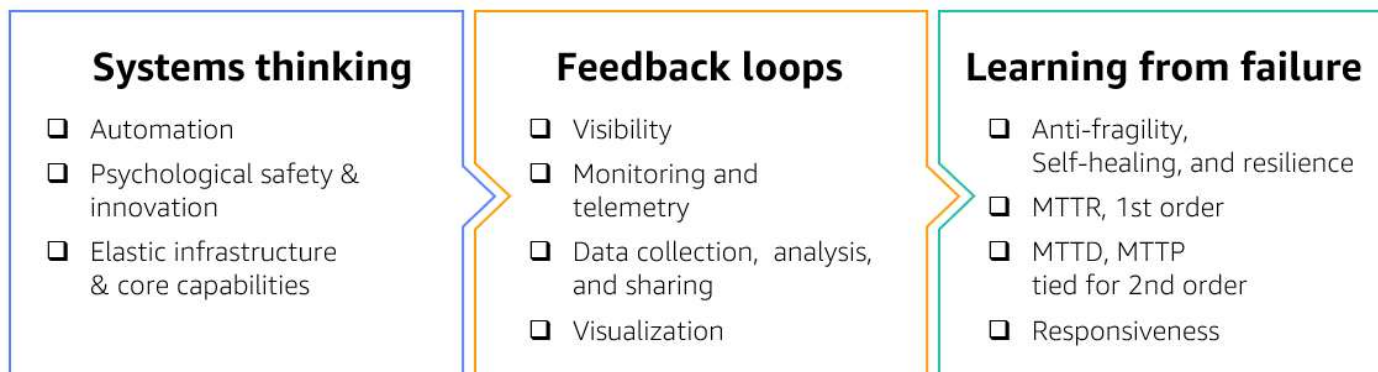 Systems thinking
❑ Automation
❑ Psychological safety &
innovation
❑ Elastic infrastructure
& core capabilities
Feedback loops
❑ Visibility
❑ Monitoring and
telemetry
❑ Data collection, analysis,
and sharing
❑ Visualization
Learning from failure
❑ Anti-fragility,
Self-healing, and resilience
❑ MTTR, 1st order
❑ MTTD, MTTP
tied for 2nd order
❑ Responsiveness